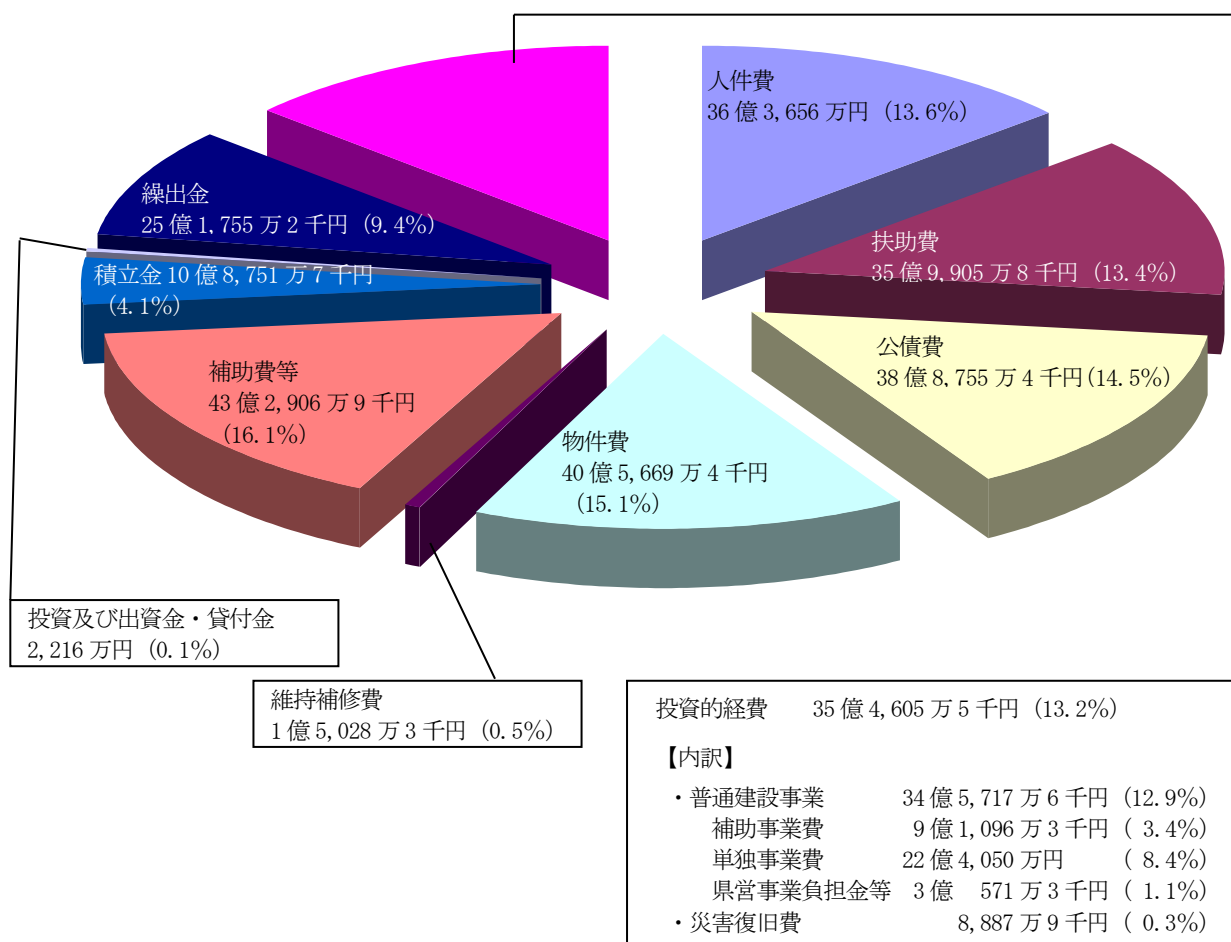 人件費
36億3,656万円 (13.6%)
扶助費
35億9,905万8千円 (13.4%)
公債費
38億8,755万4千円(14.5%)
物件費
40億5,669万4千円
(15.1%)
維持補修費
1億5,028万3千円 (0.5%)
補助費等
43億2,906万9千円
(16.1%)
積立金10億8,751万7千円
(4.1%)
投資及び出資金・貸付金
2,216万円 (0.1%)
繰出金
25億1,755万2千円 (9.4%)
投資的経費 35億4,605万5千円 (13.2%)
【内訳】
・普通建設事業 34億5,717万6千円 (12.9%)
補助事業費 9億1,096万3千円 ( 3.4%)
単独事業費 22億4,050万円 ( 8.4%)
県営事業負担金等 3億 571万3千円 ( 1.1%)
・災害復旧費 8,887万9千円 ( 0.3%)